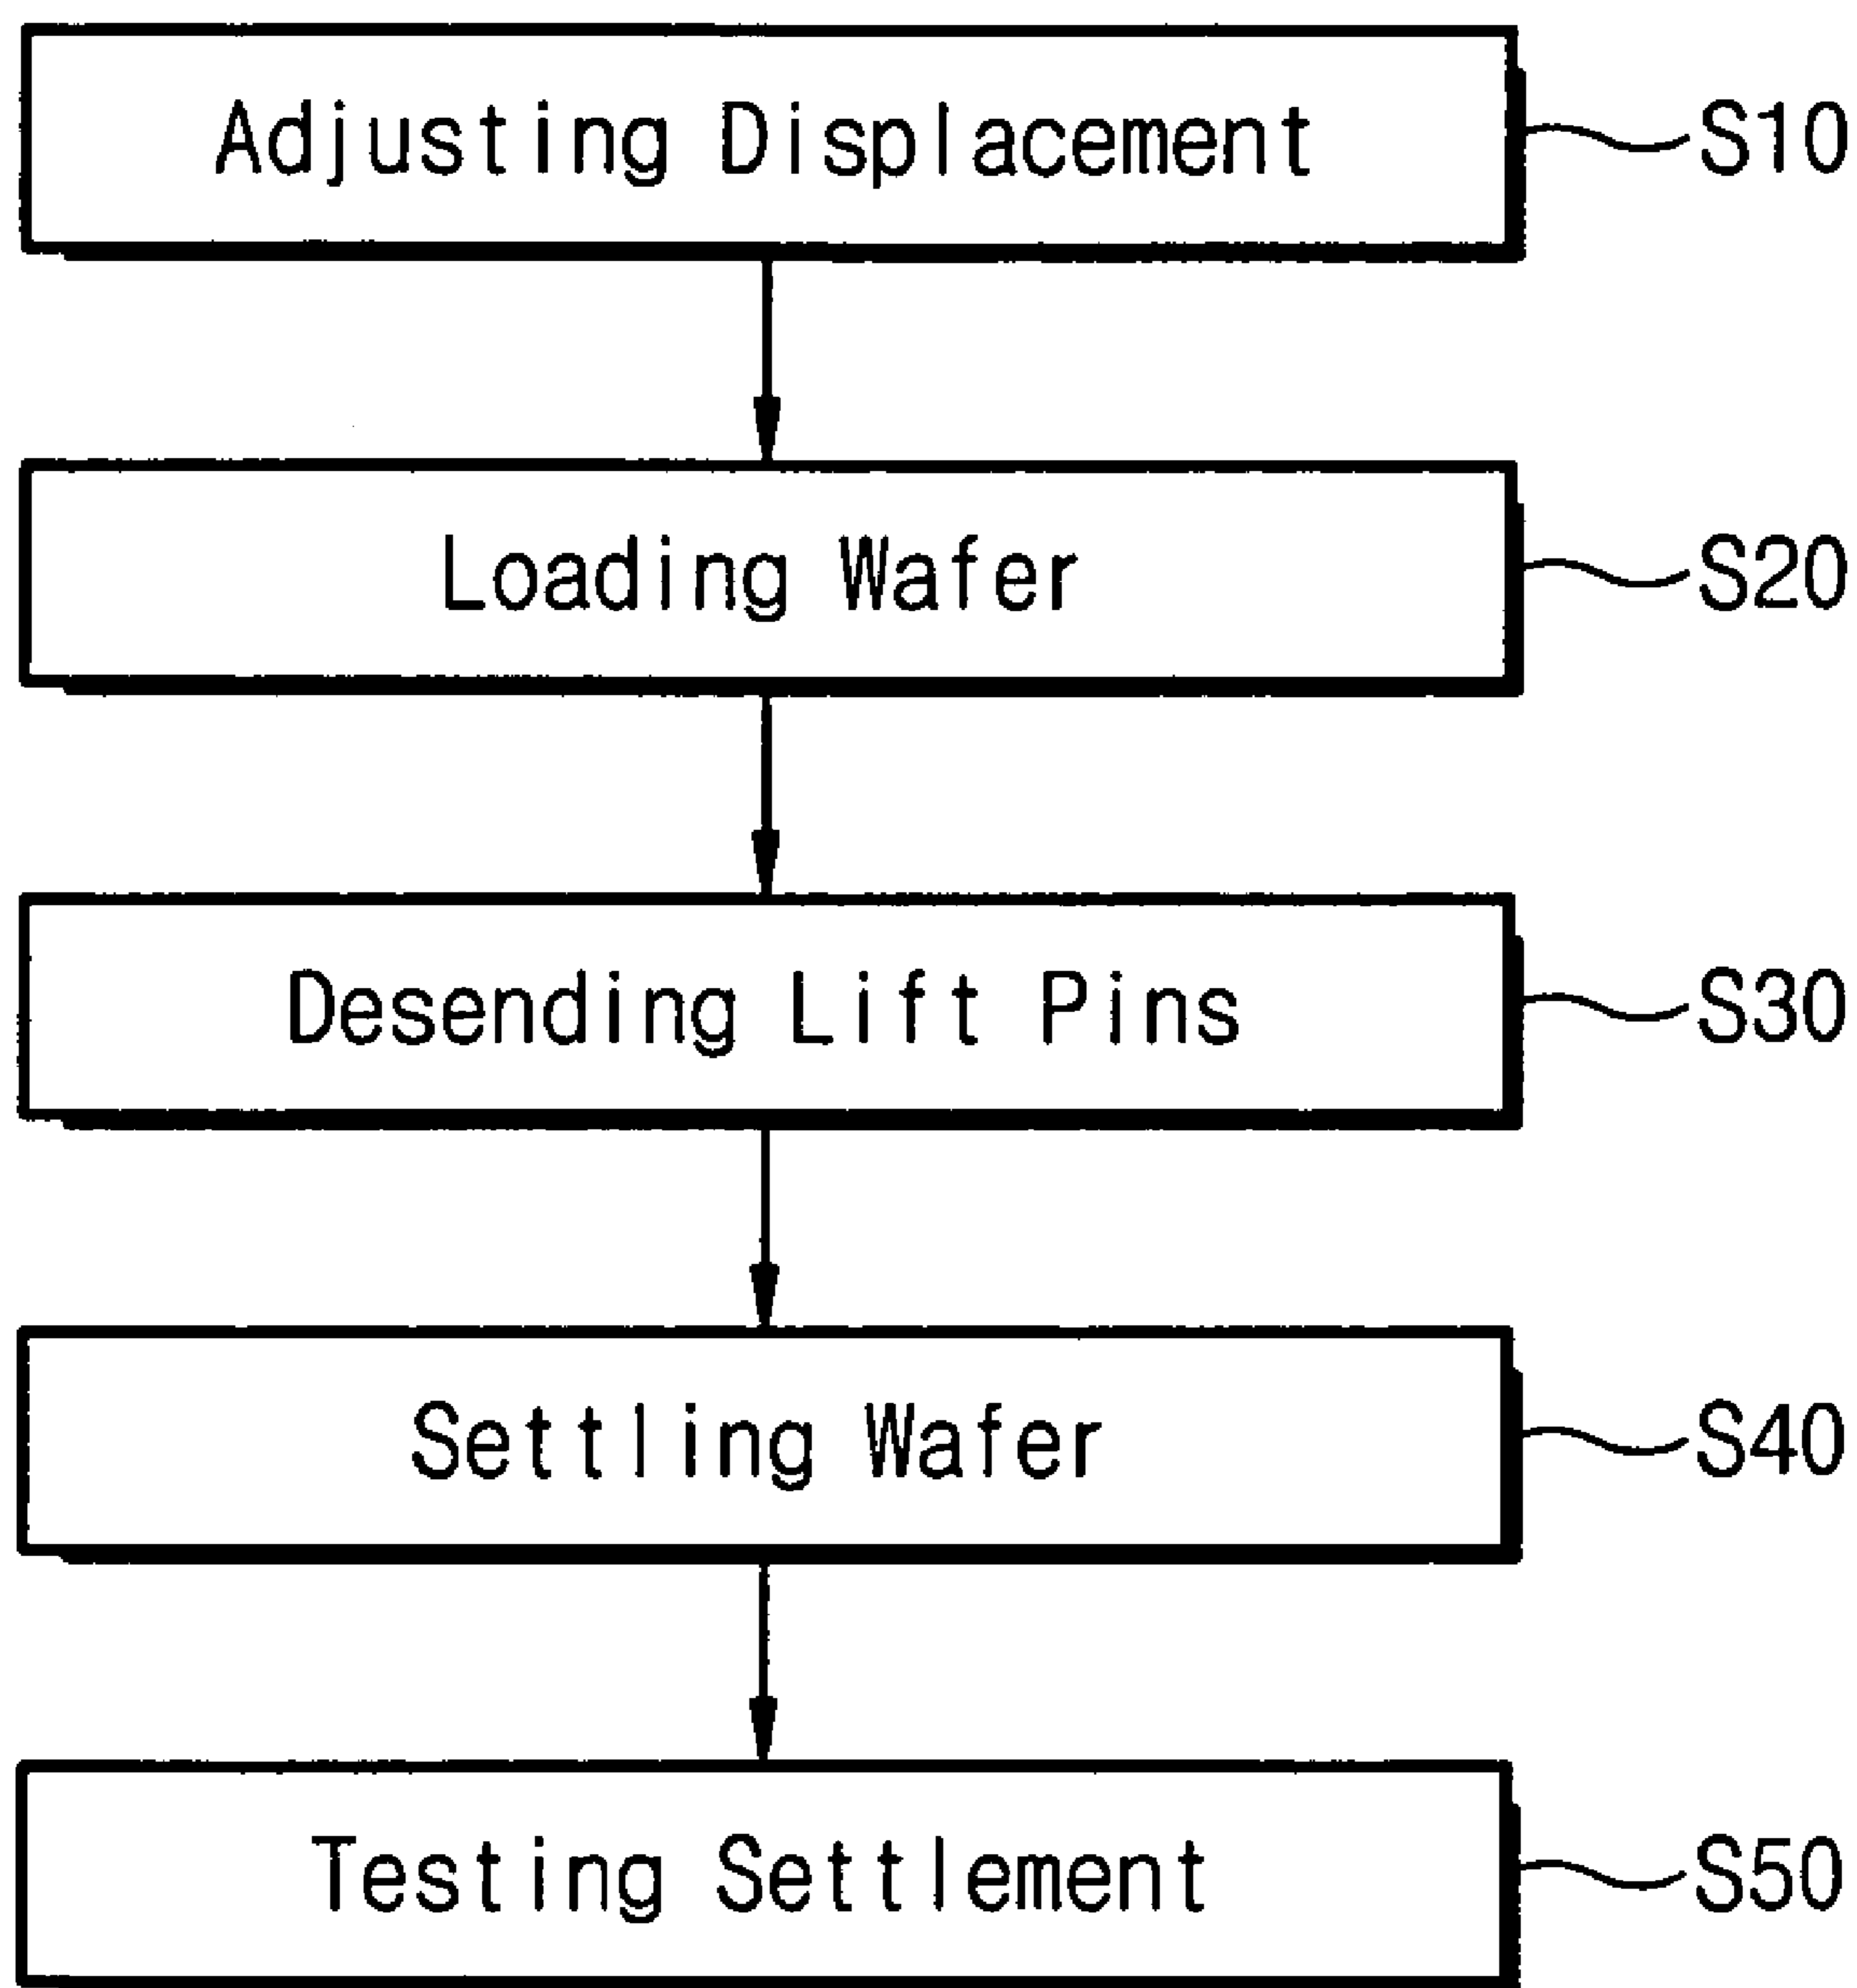 Adjusting Displacement S10
Loading Wafer S20
Desending Lift Pins S30
Settling Wafer S40
Testing Settlement S50